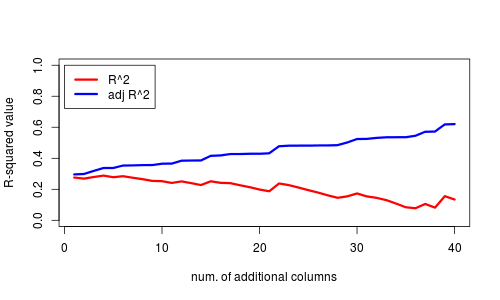 R^2
adj R^2
R-squared value
0.0 0.2 0.4 0.6 0.8 1.0
0 10 20 30 40
num. of additional columns